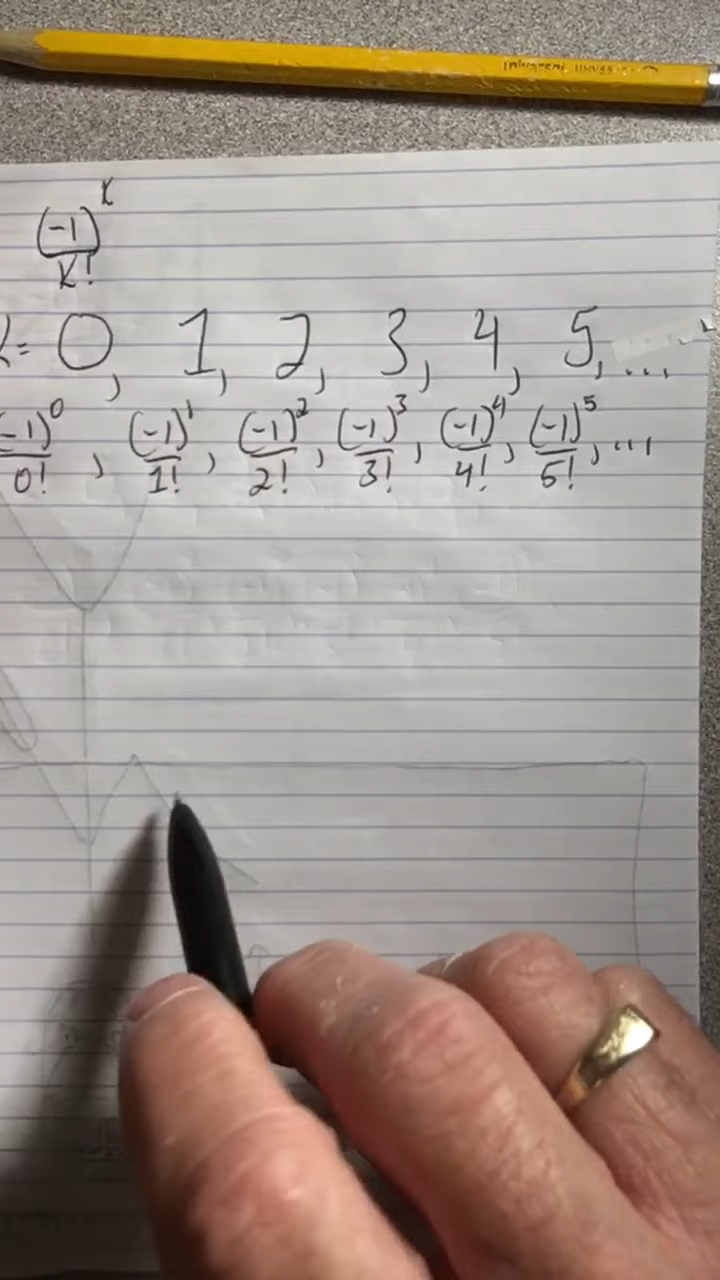 Universal
(-1)^K
K!
K= 0, 1, 2, 3, 4, 5, ...
(-1)^0/0!, (-1)^1/1!, (-1)^2/2!, (-1)^3/3!, (-1)^4/4!, (-1)^5/5!, ...